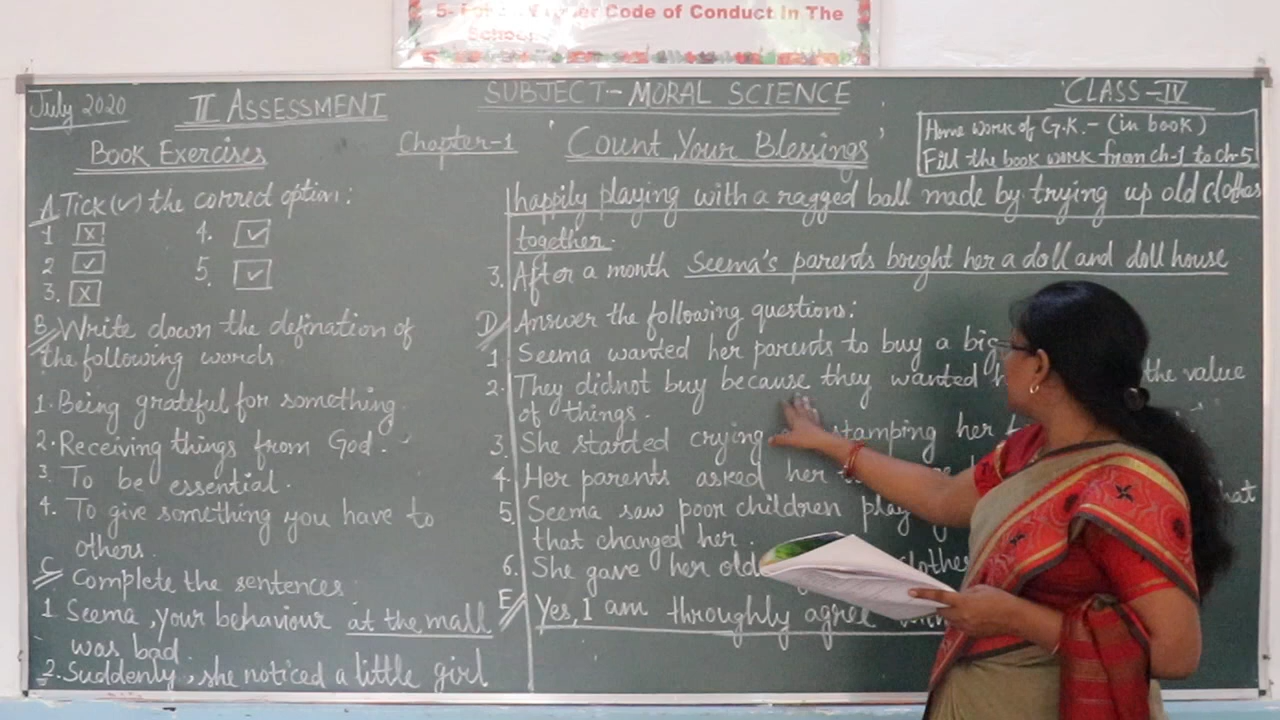 5- Code of Conduct In The
School
July 2020
II ASSESSMENT
SUBJECT-MORAL SCIENCE
CLASS-IV
Home work of G.K.- (in book)
Fill the book work from ch-1 to ch-5
Book Exercises
Chapter-1
'Count Your Blessings'
A Tick (✓) the correct option:
1 ☒ 4. ☑
2 ☑ 5. ☑
3. ☒
B. Write down the defination of
the following words.
1. Being grateful for something.
2. Receiving things from God.
3. To be essential.
4. To give something you have to
others.
C Complete the sentences
1. Seema, your behaviour at the mall
was bad
2. Suddenly, she noticed a little girl
happily playing with a ragged ball made by trying up old clothes
together.
3. After a month Seema's parents bought her a doll and doll house
D. Answer the following questions:
1 Seema wanted her parents to buy a big
2. They didnot buy because they wanted the value
of things.
3. She started crying stamping her
4. Her parents asked her
5. Seema saw poor children that
that changed her.
6. She gave her old clothes
E Yes, I am throughly agree